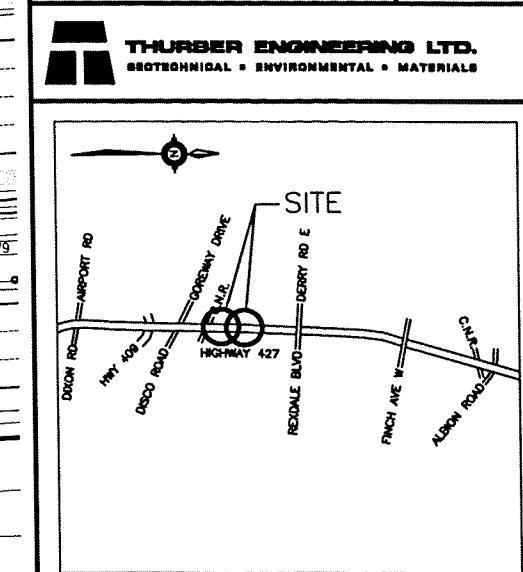 THURBER ENGINEERING LTD.
GEOTECHNICAL • ENVIRONMENTAL • MATERIALS
N
SITE
DIXON RD
AIRPORT RD
HWY 409
DISCO ROAD
GOREWAY DRIVE
C.N.R.
HIGHWAY 427
REXDALE BLVD
DERRY RD E
FINCH AVE W
C.N.R.
ALBION ROAD